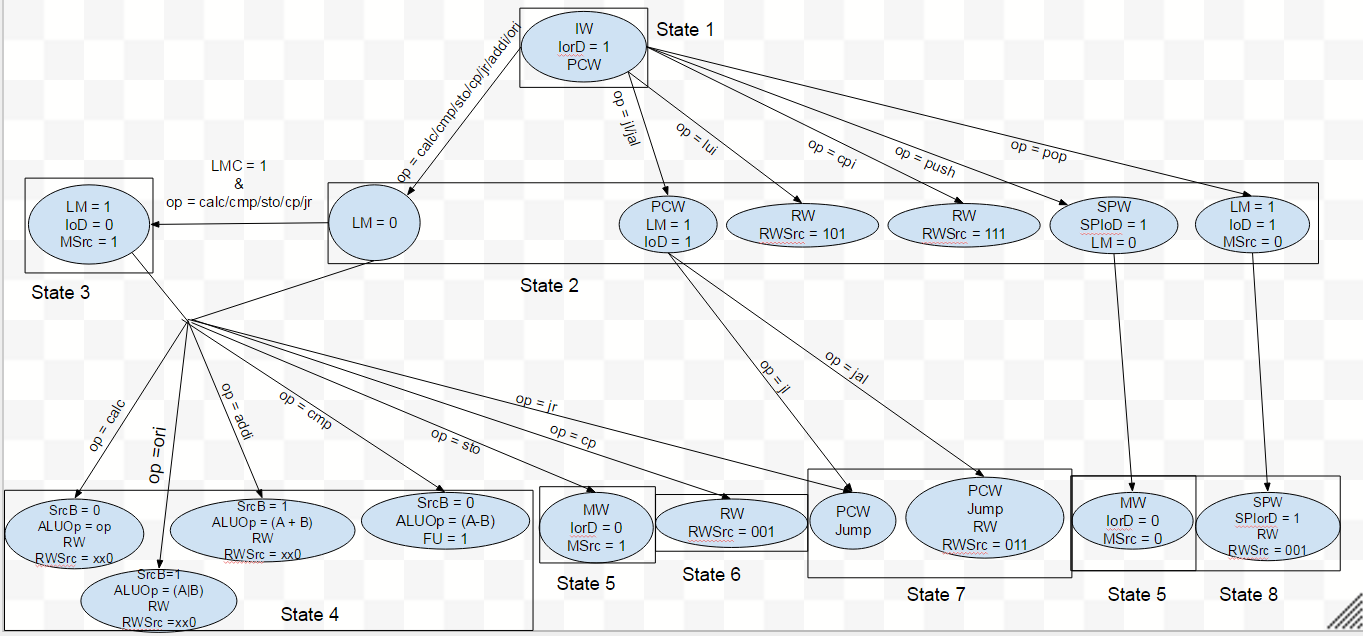 IW
IorD = 1
PCW
State 1
op = calc/cmp/sto/cp/jr/addi/ori
op = jl/jal
op = lui
op = cpi
op = push
op = pop
LMC = 1
&
op = calc/cmp/sto/cp/jr
LM = 1
IoD = 0
MSrc = 1
LM = 0
PCW
LM = 1
IoD = 1
RW
RWSrc = 101
RW
RWSrc = 111
SPW
SPIoD = 1
LM = 0
LM = 1
IoD = 1
MSrc = 0
State 3
State 2
op = calc
op =ori
op = addi
op = cmp
op = sto
op = cp
op = jr
op = jl
op = jal
SrcB = 0
ALUOp = op
RW
RWSrc = xx0
SrcB=1
ALUOp = (A|B)
RW
RWSrc =xx0
SrcB = 1
ALUOp = (A + B)
RW
RWSrc = xx0
SrcB = 0
ALUOp = (A-B)
FU = 1
State 4
MW
IorD = 0
MSrc = 1
State 5
RW
RWSrc = 001
State 6
PCW
Jump
PCW
Jump
RW
RWSrc = 011
State 7
MW
IorD = 0
MSrc = 0
State 5
SPW
SPIorD = 1
RW
RWSrc = 001
State 8